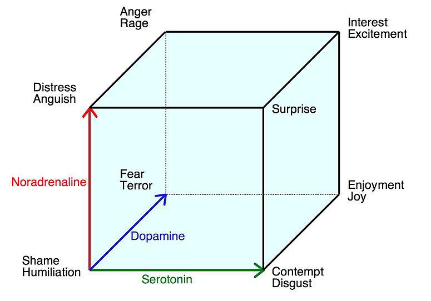 Anger
Rage
Interest
Excitement
Distress
Anguish
Surprise
Noradrenaline
Fear
Terror
Enjoyment
Joy
Dopamine
Shame
Humiliation
Serotonin
Contempt
Disgust